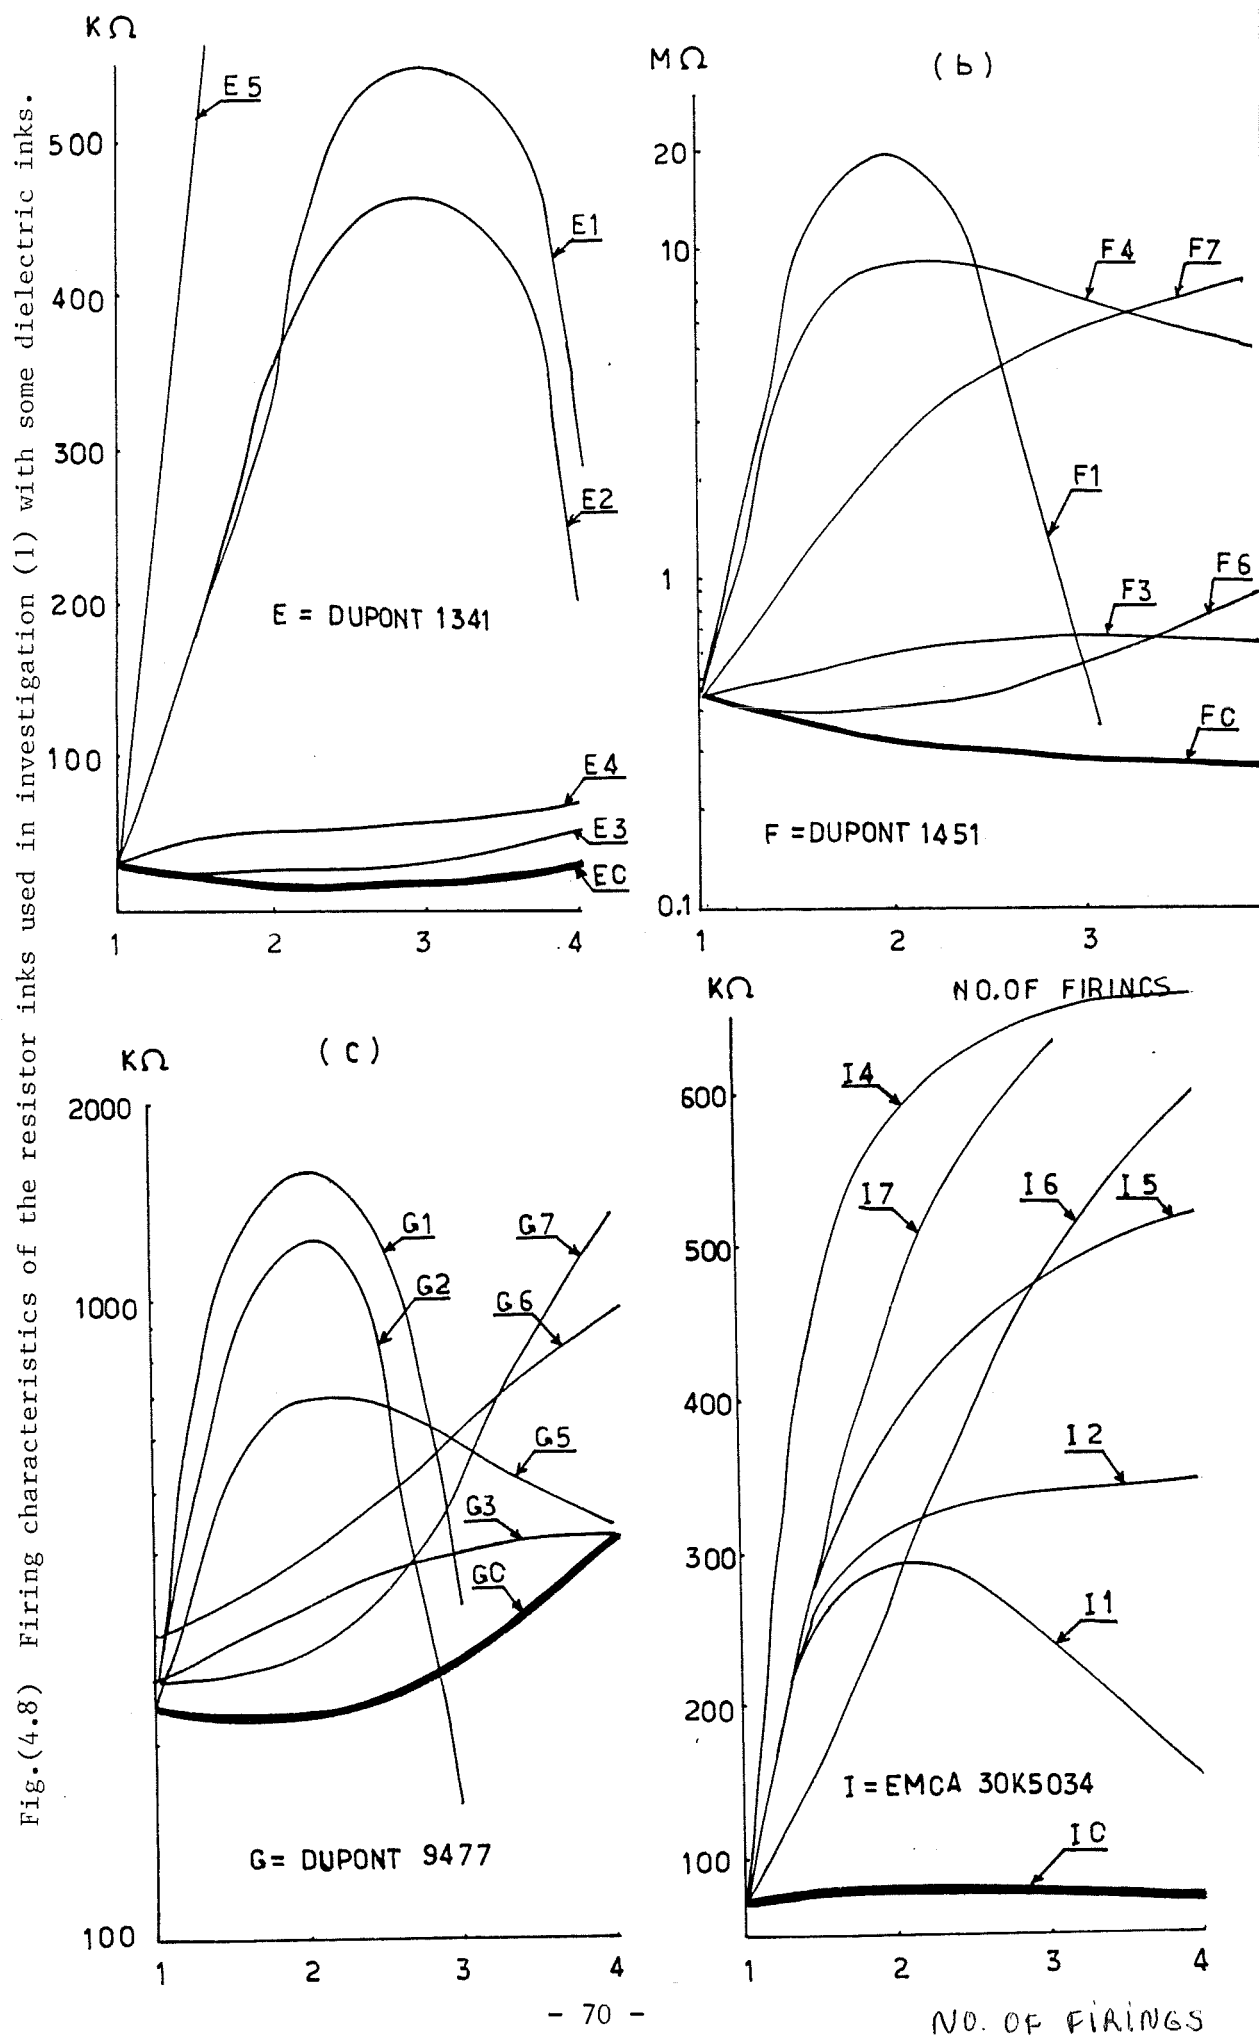 Fig.(4.8) Firing characteristics of the resistor inks used in investigation (1) with some dielectric inks.
KΩ
500
400
300
200
100
E5
E1
E2
E4
E3
EC
E = DUPONT 1341
1 2 3 4
(b)
MΩ
20
10
1
0.1
F4
F7
F1
F3
F6
FC
F =DUPONT 1451
1 2 3
NO.OF FIRINGS
(C)
KΩ
2000
1000
100
G1
G2
G7
G6
G5
G3
GC
G= DUPONT 9477
1 2 3 4
KΩ
600
500
400
300
200
100
I4
I7
I6
I5
I2
I1
IC
I=EMCA 30K5034
1 2 3 4
NO. OF FIRINGS
- 70 -